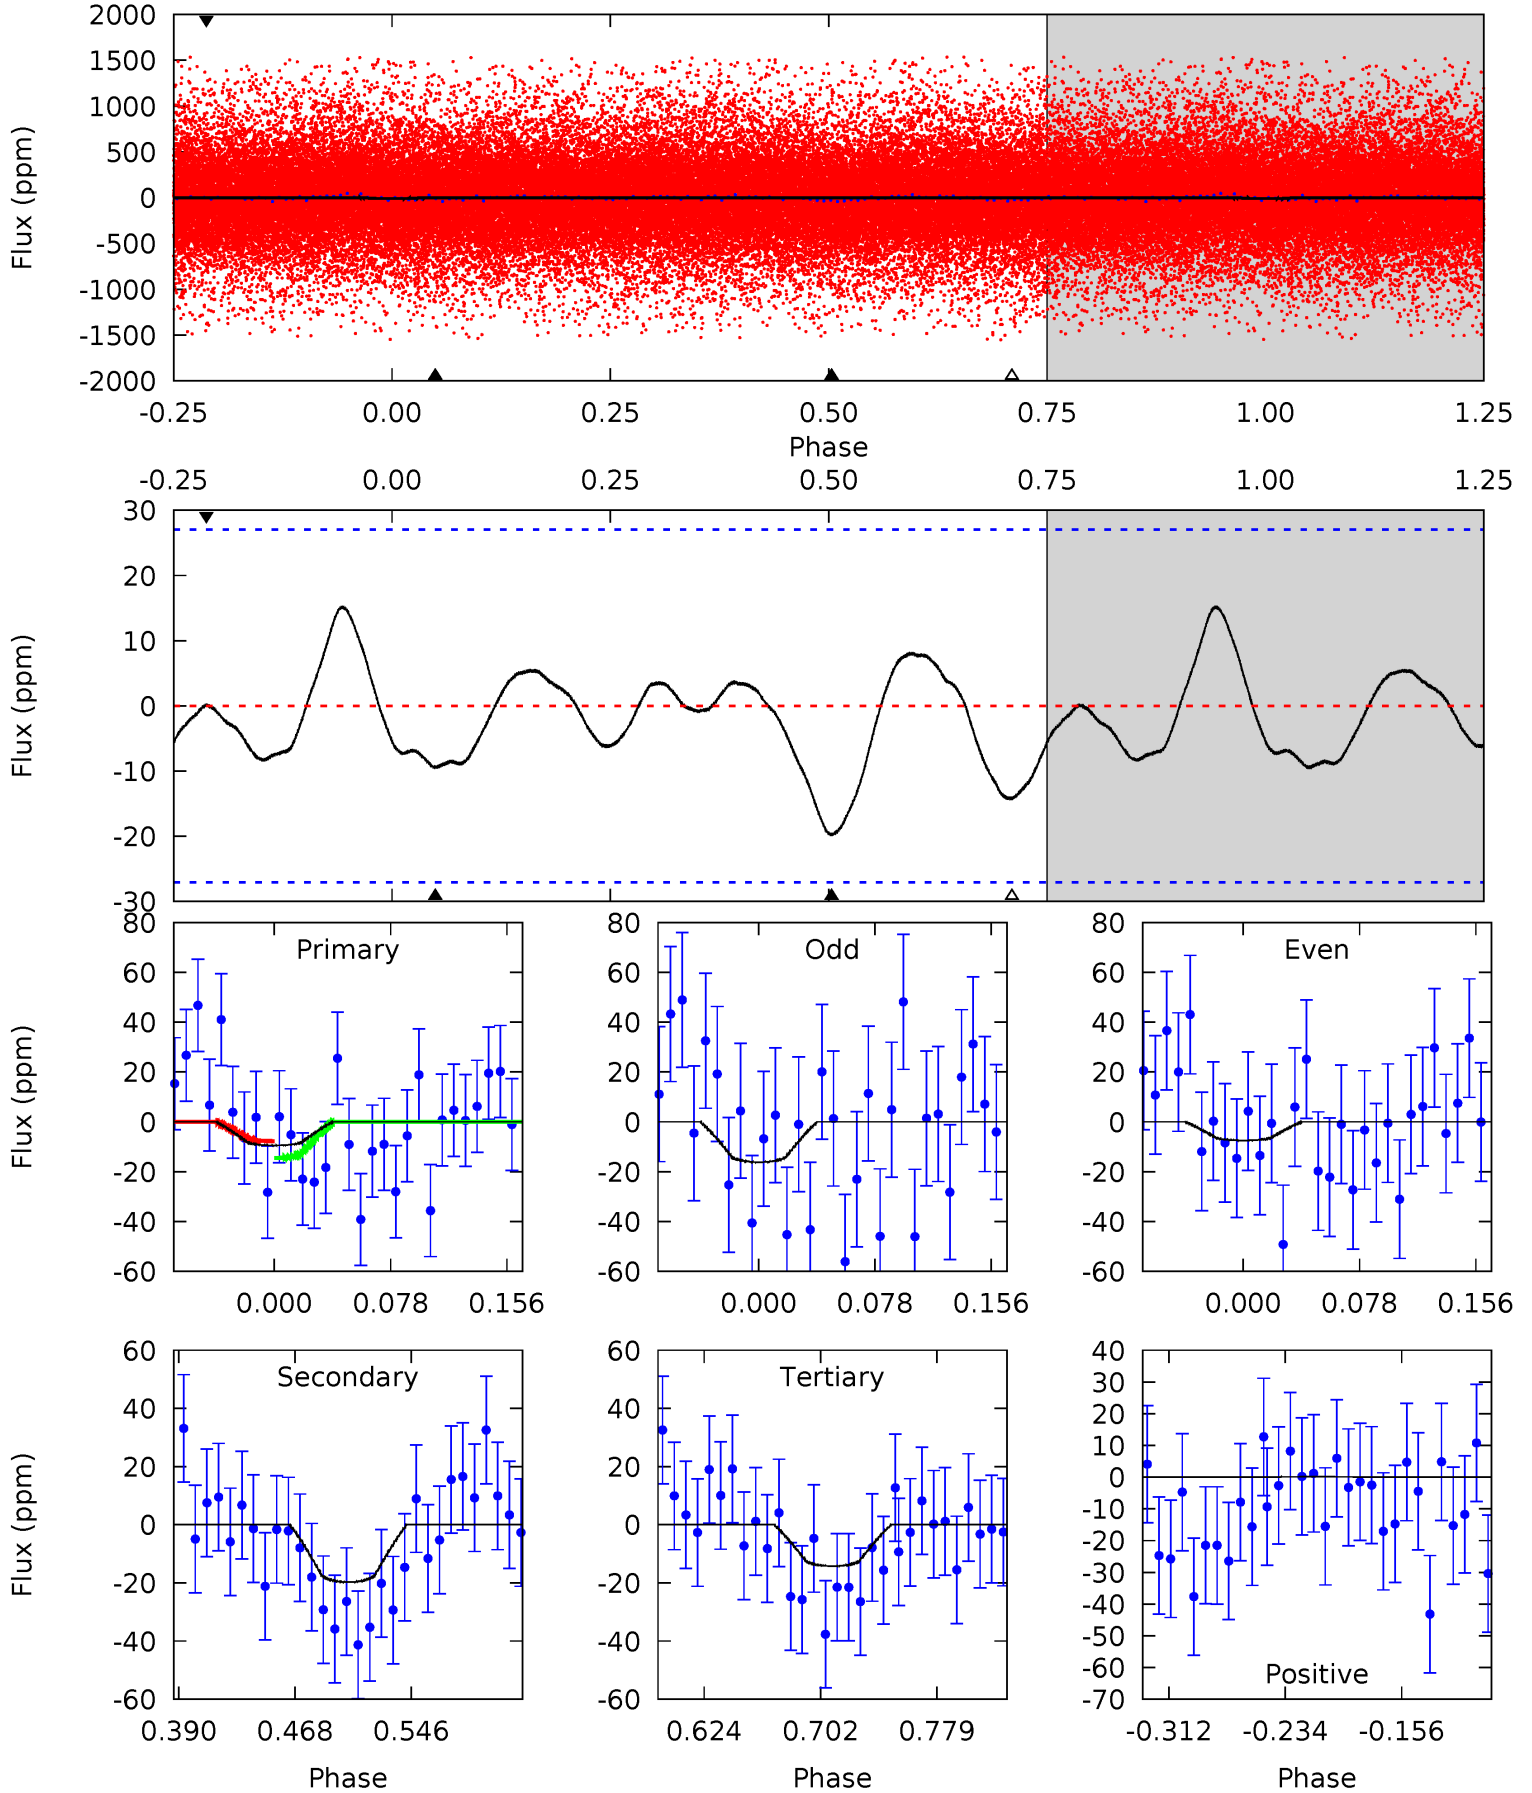 2000
1500
1000
500
0
-500
-1000
-1500
-2000
Flux (ppm)
-0.25 0.00 0.25 0.50 0.75 1.00 1.25
Phase
-0.25 0.00 0.25 0.50 0.75 1.00 1.25
30
20
10
0
-10
-20
-30
Flux (ppm)
Primary Odd Even
80 80 80
60 60 60
40 40 40
20 20 20
0 0 0
-20 -20 -20
-40 -40 -40
-60 -60 -60
Flux (ppm)
0.000 0.078 0.156 0.000 0.078 0.156 0.000 0.078 0.156
Secondary Tertiary
60 60 40
40 40 30
20 20 20
0 0 10
-20 -20 0
-40 -40 -10
-60 -60 -20
-30
-40
-50
-60
-70
Positive
Flux (ppm)
0.390 0.468 0.546 0.624 0.702 0.779 -0.312 -0.234 -0.156
Phase Phase Phase